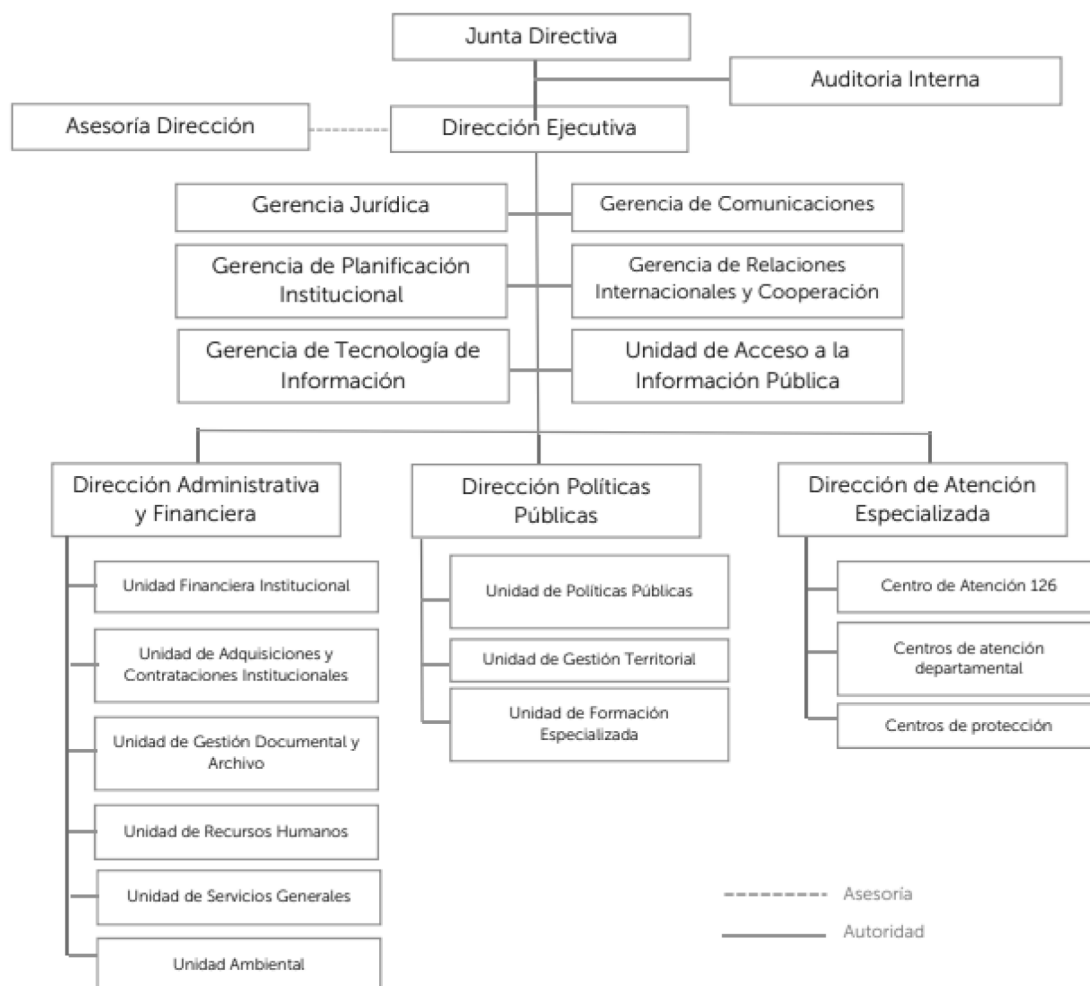 Junta Directiva
Auditoria Interna
Asesoría Dirección
Dirección Ejecutiva
Gerencia Jurídica
Gerencia de Comunicaciones
Gerencia de Planificación
Institucional
Gerencia de Relaciones
Internacionales y Cooperación
Gerencia de Tecnología de
Información
Unidad de Acceso a la
Información Pública
Dirección Administrativa
y Financiera
Unidad Financiera Institucional
Unidad de Adquisiciones y
Contrataciones Institucionales
Unidad de Gestión Documental y
Archivo
Unidad de Recursos Humanos
Unidad de Servicios Generales
Unidad Ambiental
Dirección Políticas
Públicas
Unidad de Políticas Públicas
Unidad de Gestión Territorial
Unidad de Formación
Especializada
Dirección de Atención
Especializada
Centro de Atención 126
Centros de atención
departamental
Centros de protección
Asesoría
Autoridad